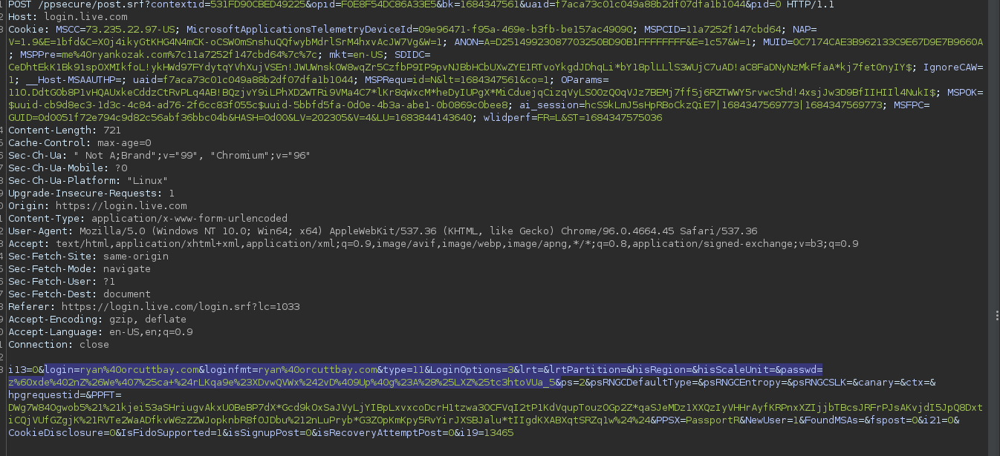 POST /ppsecure/post.srf?contextid=531FD90CBED49225&opid=F0E8F54DC86A33E5&bk=1684347561&uaid=f7aca73c01c049a88b2df07dfa1b1044&pid=0 HTTP/1.1
Host: login.live.com
Cookie: MSCC=73.235.22.97-US; MicrosoftApplicationsTelemetryDeviceId=09e96471-f95a-469e-b3fb-be157ac49090; MSPCID=11a7252f147cbd64; NAP=
V=1.9&E=1bfd&C=X0j4ikyGtKHG4N4mCK-oCSWOmSnshuQQfwybMdrlSrM4hxvAcJW7Vg&W=1; ANON=A=D25149923087703250BD90B1FFFFFFFF&E=1c57&W=1; MUID=0C7174CAE3B962133C9E67D9E7B9660A
; MSPPre=me%40ryankozak.com%7c11a7252f147cbd64%7c%7c; mkt=en-US; SDIDC=
CeDhtEkK1Bk91spOXMIkfoL!ykHWd97FYdytqYVhXujVSEn!JWUWnskOW8wqZr5CzfbP9IP9pvNJBbHCbUXwZYE1RTvoYkgdJDhqLi*bY18plLLlS3WUjC7uAD!aC8FaDNyNzMkFfaA*kj7fetOnyIY$; IgnoreCAW=
1; __Host-MSAAUTHP=; uaid=f7aca73c01c049a88b2df07dfa1b1044; MSPRequ=id=N&lt=1684347561&co=1; OParams=
11O.DdtG0b8P1vHQAUxkeCddzCtRvPLq4AB!BQzjvY9iLPhXD2WTRi9VMa4C7*lKr8qWxcM*heDyIUPgX*MiCduejqCizqVyLSO0zQ0qVJz7BEMj7ff5j6RZTWWY5rvwc5hd!4xsjJw3D9BfIIHIIl4NukI$; MSPOK=
$uuid-cb9d8ec3-1d3c-4c84-ad76-2f6cc83f055c$uuid-5bbfd5fa-0d0e-4b3a-abe1-0b0869c0bee8; ai_session=hcS9kLmJ5sHpRBoCkzQiE7|1684347569773|1684347569773; MSFPC=
GUID=0d0051f72e794c9d82c56abf36bbc04b&HASH=0d00&LV=202305&V=4&LU=1683844143640; wlidperf=FR=L&ST=1684347575036
Content-Length: 721
Cache-Control: max-age=0
Sec-Ch-Ua: " Not A;Brand";v="99", "Chromium";v="96"
Sec-Ch-Ua-Mobile: ?0
Sec-Ch-Ua-Platform: "Linux"
Upgrade-Insecure-Requests: 1
Origin: https://login.live.com
Content-Type: application/x-www-form-urlencoded
User-Agent: Mozilla/5.0 (Windows NT 10.0; Win64; x64) AppleWebKit/537.36 (KHTML, like Gecko) Chrome/96.0.4664.45 Safari/537.36
Accept: text/html,application/xhtml+xml,application/xml;q=0.9,image/avif,image/webp,image/apng,*/*;q=0.8,application/signed-exchange;v=b3;q=0.9
Sec-Fetch-Site: same-origin
Sec-Fetch-Mode: navigate
Sec-Fetch-User: ?1
Sec-Fetch-Dest: document
Referer: https://login.live.com/login.srf?lc=1033
Accept-Encoding: gzip, deflate
Accept-Language: en-US,en;q=0.9
Connection: close
i13=0&login=ryan%40orcuttbay.com&loginfmt=ryan%40orcuttbay.com&type=11&LoginOptions=3&lrt=&lrtPartition=&hisRegion=&hisScaleUnit=&passwd=
z%60xde%402nZ%26We%407%25ca+%24rLKqa9e%23XDvwQVWx%242vD%409Up%40g%23A%28%25LXZ%25tc3htoVUa_5&ps=2&psRNGCDefaultType=&psRNGCEntropy=&psRNGCSLK=&canary=&ctx=&
hpgrequestid=&PPFT=
DWg7W84Ogwob5%21%21kjei53aSHriugvAkxU0BeBP7dX*Gcd9kOxSaJVyLjYIBpLxvxcoDcrH1tzwa3OCFVqI2tP1KdVqupTouzOGp2Z*qaSJeMDz1XXQzIyVHHrAyfKRPnxXZIjjbTBcsJRFrPJsAKvjdI5JpQ8Dxt
iCQjVUfGZgjK%21RVTe2WaADfkvW6zZZWJopknbR8fOJDbu%212nLuPryb*G3ZOpKmKpy5RvYirJXSBJalu*tIIgdKXABXqtSRZq1w%24%24&PPSX=PassportR&NewUser=1&FoundMSAs=&fspost=0&i21=0&
CookieDisclosure=0&IsFidoSupported=1&isSignupPost=0&isRecoveryAttemptPost=0&i19=13465